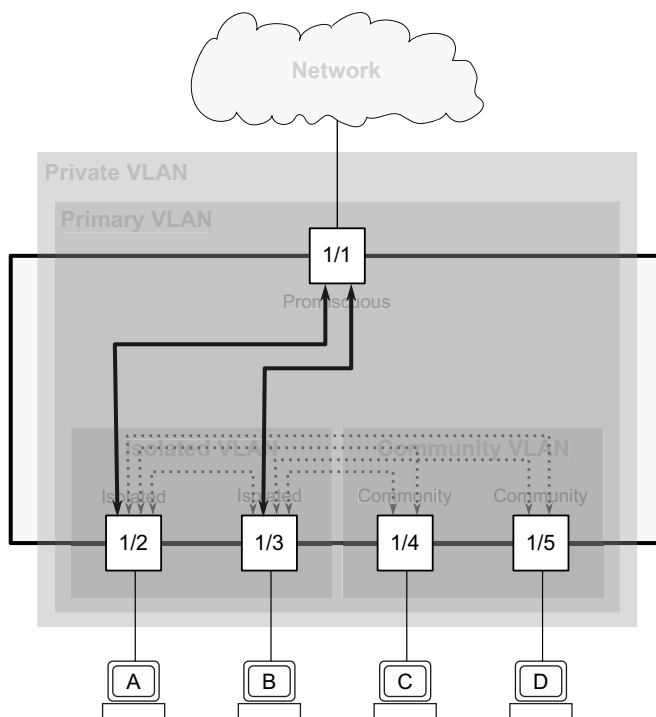 Network
Private VLAN
Primary VLAN
1/1
Promiscuous
Isolated VLAN
Community VLAN
Isolated
Isolated
Community
Community
1/2
1/3
1/4
1/5
A
B
C
D